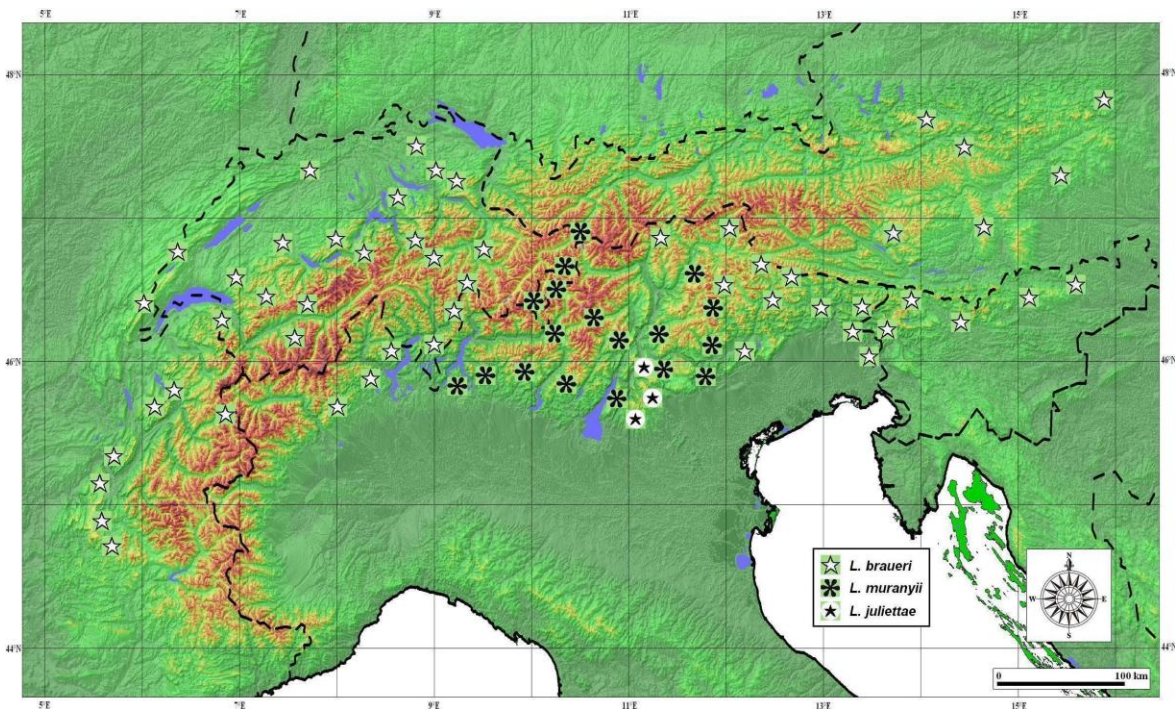 5°E 7°E 9°E 11°E 13°E 15°E
48°N 48°N
46°N 46°N
L. braueri
L. muranyii
L. juliettae
N
W E
S
44°N 44°N
0 100 km
5°E 7°E 9°E 11°E 13°E 15°E